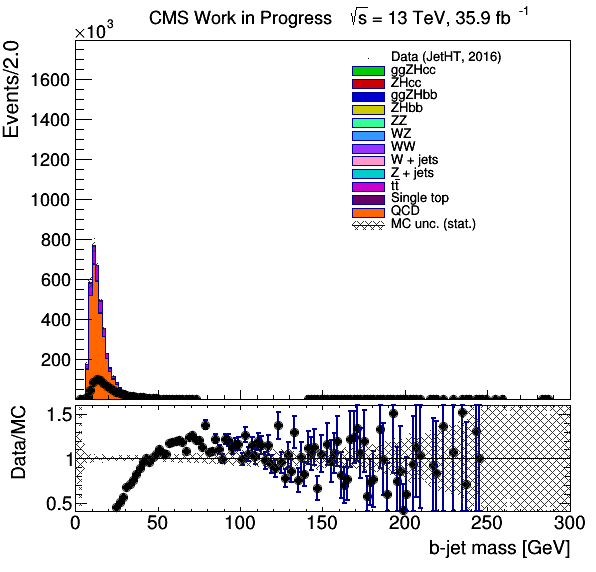 CMS Work in Progress √s = 13 TeV, 35.9 fb -1
×10³
Events/2.0
1800
1600
1400
1200
1000
800
600
400
200
Data (JetHT, 2016)
ggZHcc
ZHcc
ggZHbb
ZHbb
ZZ
WZ
WW
W + jets
Z + jets
tt̄
Single top
QCD
MC unc. (stat.)
Data/MC
1.5
1
0.5
0 50 100 150 200 250 300
b-jet mass [GeV]